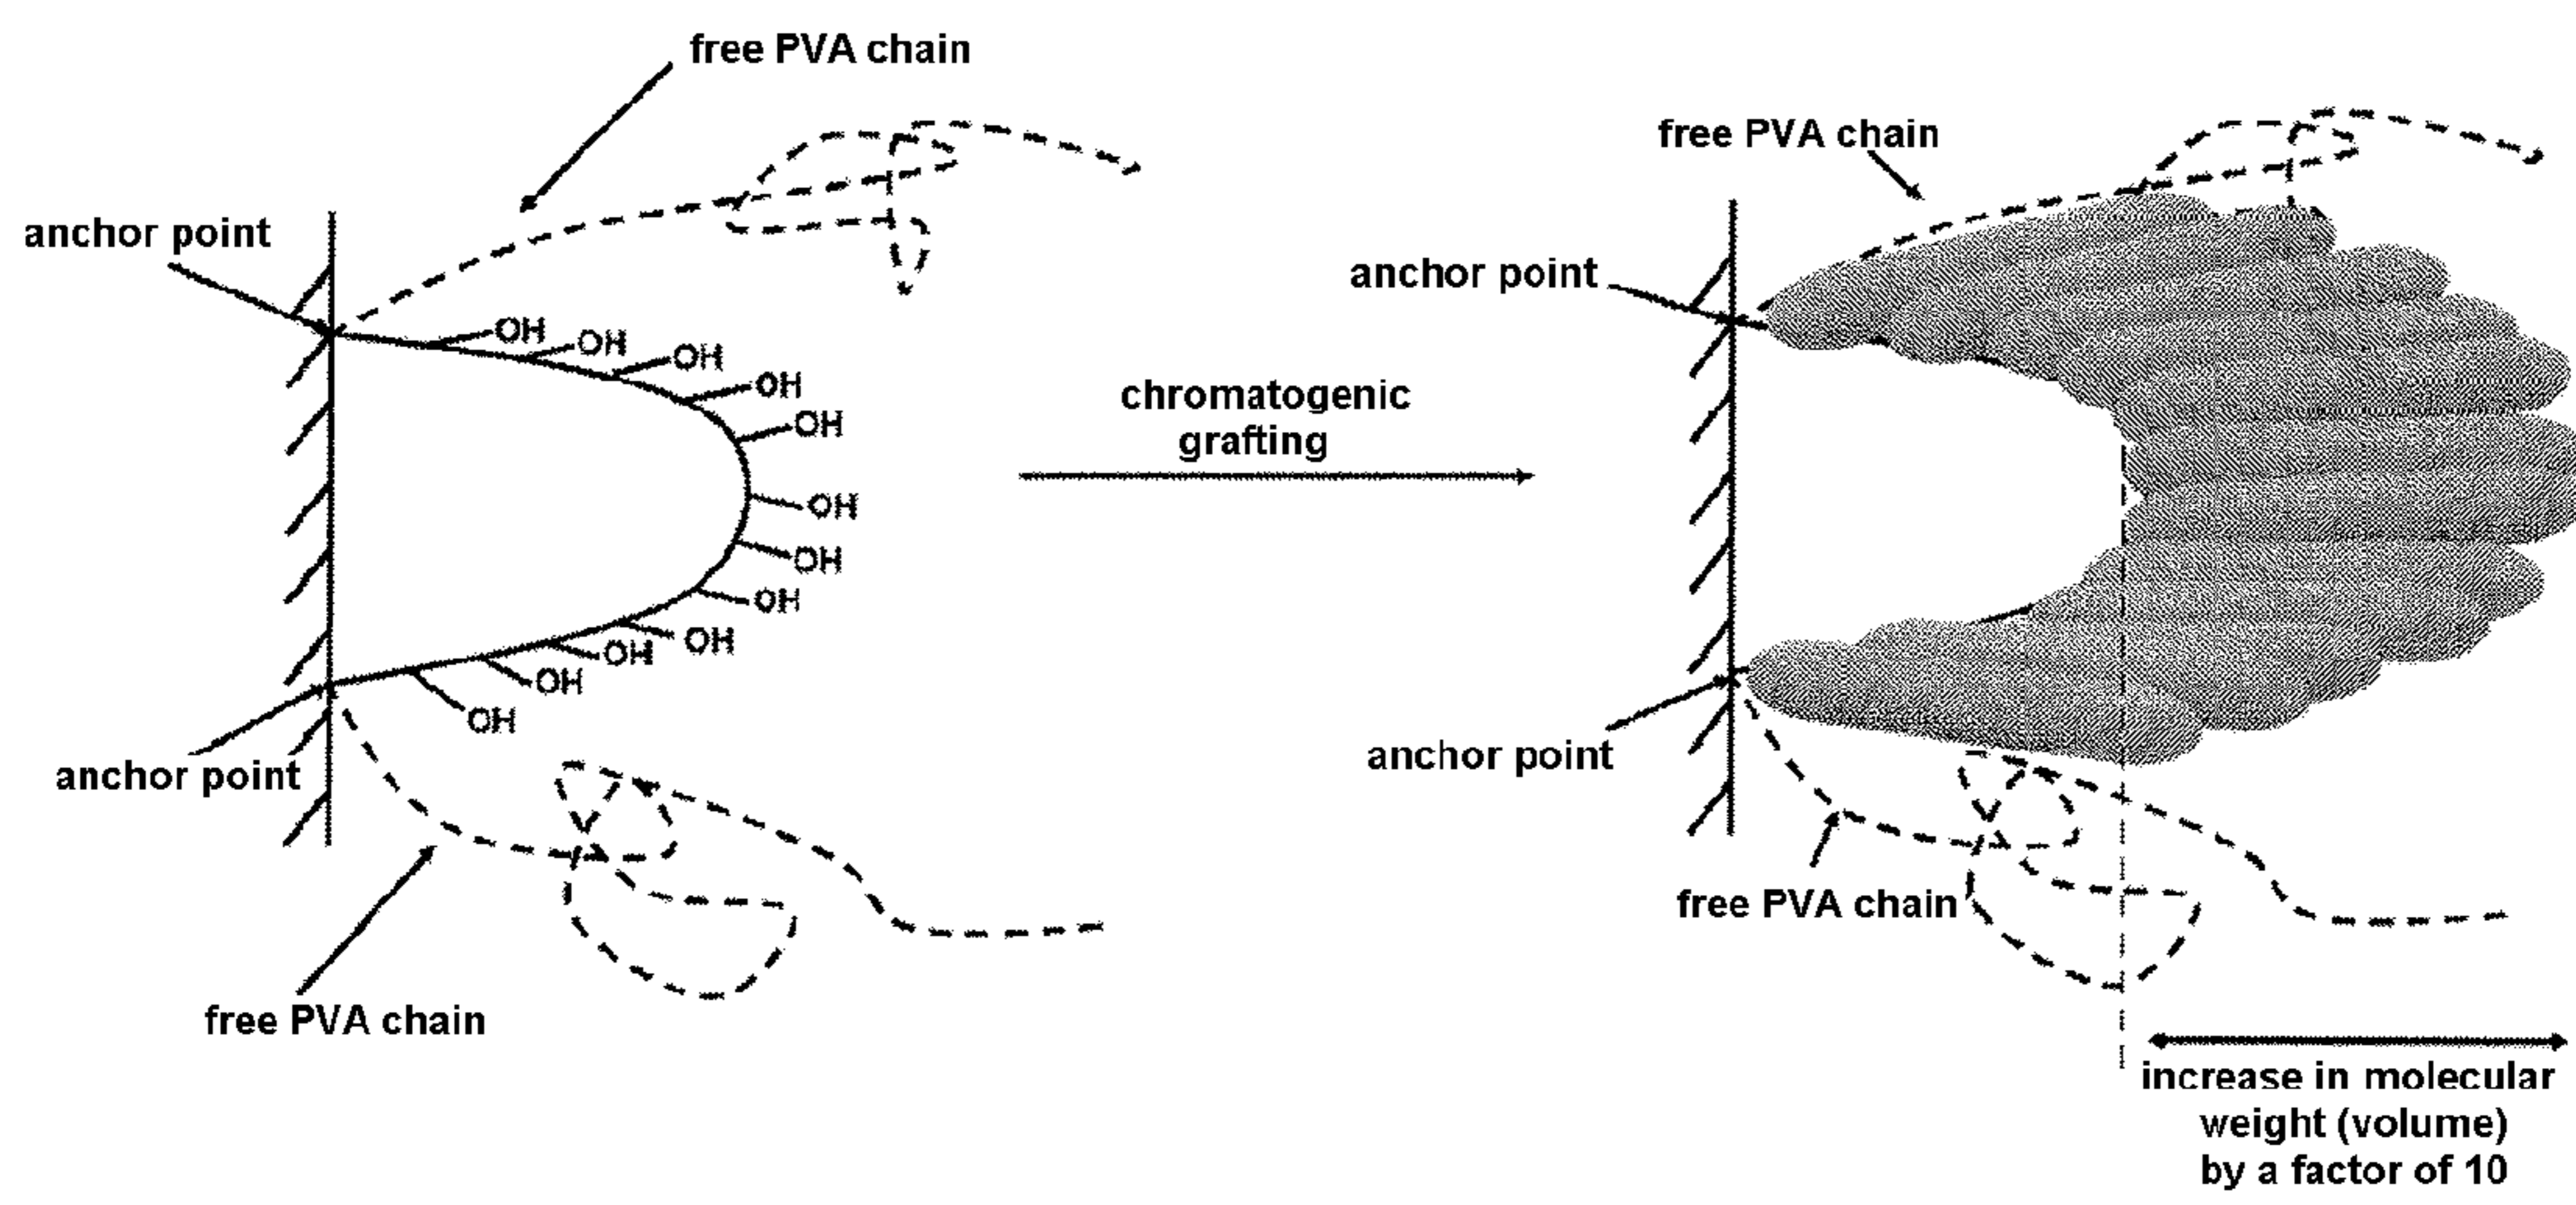 free PVA chain
anchor point
OH
OH
OH
OH
OH
OH
OH
OH
OH
OH
OH
OH
anchor point
free PVA chain
chromatogenic
grafting
free PVA chain
anchor point
anchor point
free PVA chain
increase in molecular
weight (volume)
by a factor of 10